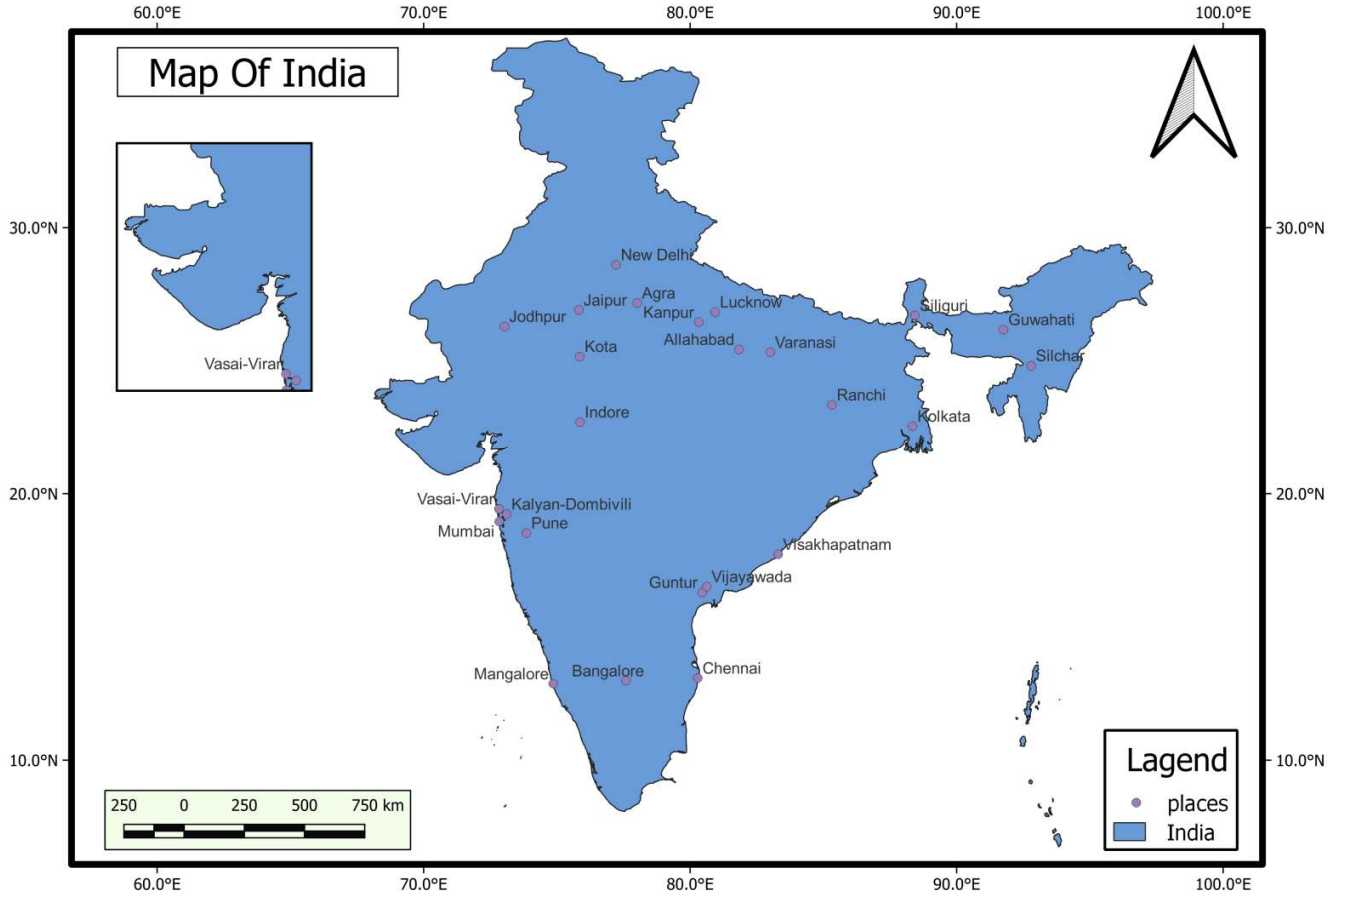 60.0°E 70.0°E 80.0°E 90.0°E 100.0°E
Map Of India
30.0°N 30.0°N
New Delhi
Agra
Jaipur
Lucknow
Kanpur
Jodhpur
Siliguri
Guwahati
Allahabad
Varanasi
Kota
Silchar
Vasai-Virar
Ranchi
Indore
Kolkata
20.0°N 20.0°N
Vasai-Virar
Kalyan-Dombivili
Pune
Mumbai
Visakhapatnam
Vijayawada
Guntur
Chennai
Bangalore
Mangalore
10.0°N 10.0°N
Lagend
places
India
250 0 250 500 750 km
60.0°E 70.0°E 80.0°E 90.0°E 100.0°E